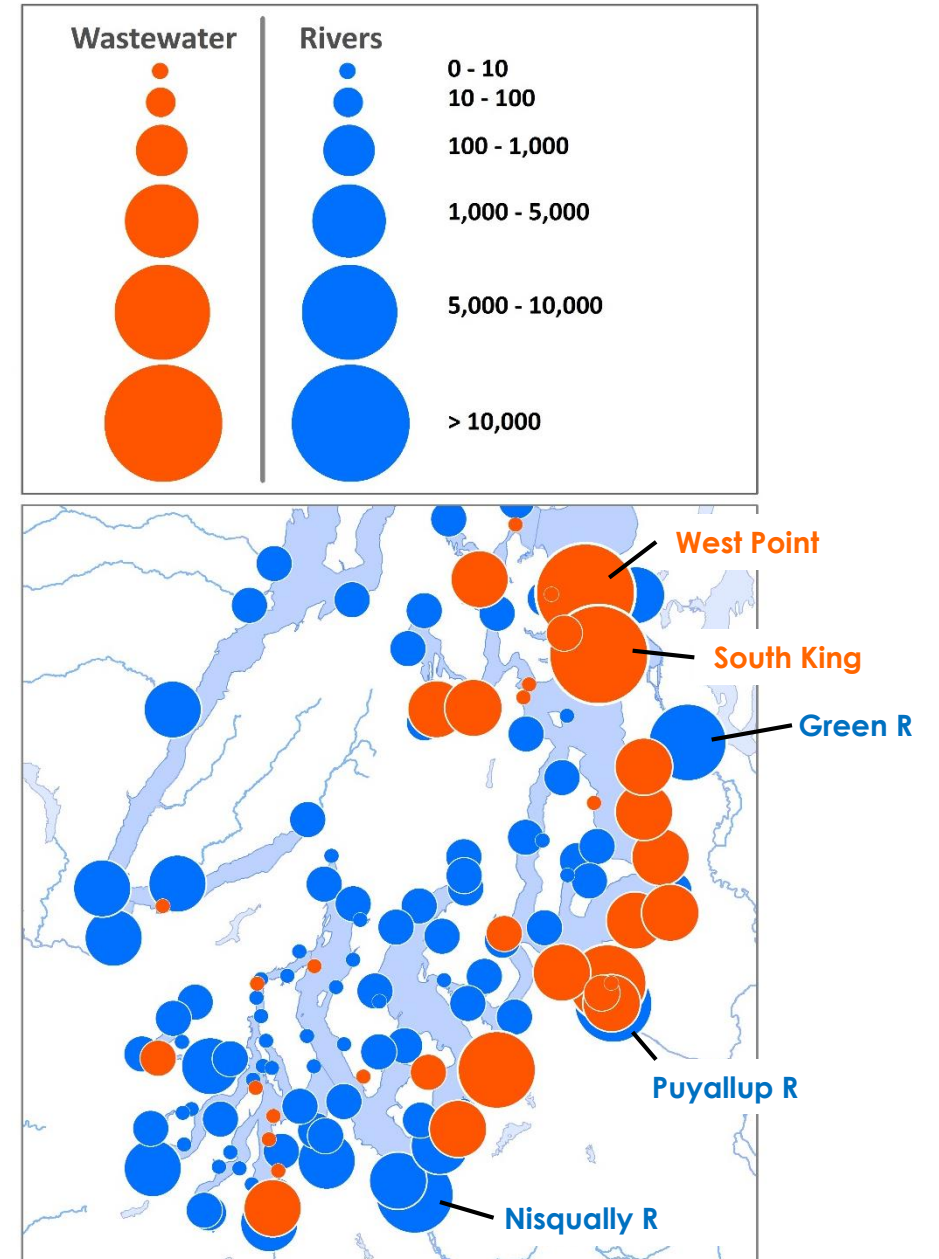 Wastewater
Rivers
0 - 10
10 - 100
100 - 1,000
1,000 - 5,000
5,000 - 10,000
> 10,000
West Point
South King
Green R
Puyallup R
Nisqually R